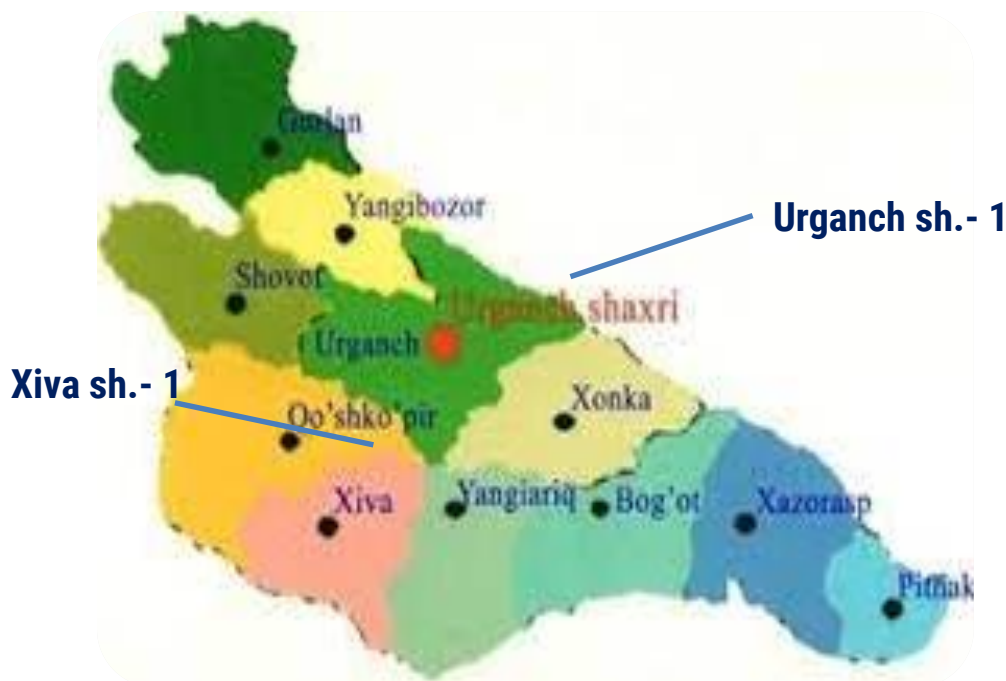 Gurlan
Yangibozor
Urganch sh.- 1
Shovot
Urganch shaxri
Urganch
Xiva sh.- 1
Xonka
Qo'shko'pir
Xiva
Yangiariq
Bog'ot
Xazorasp
Pitnak